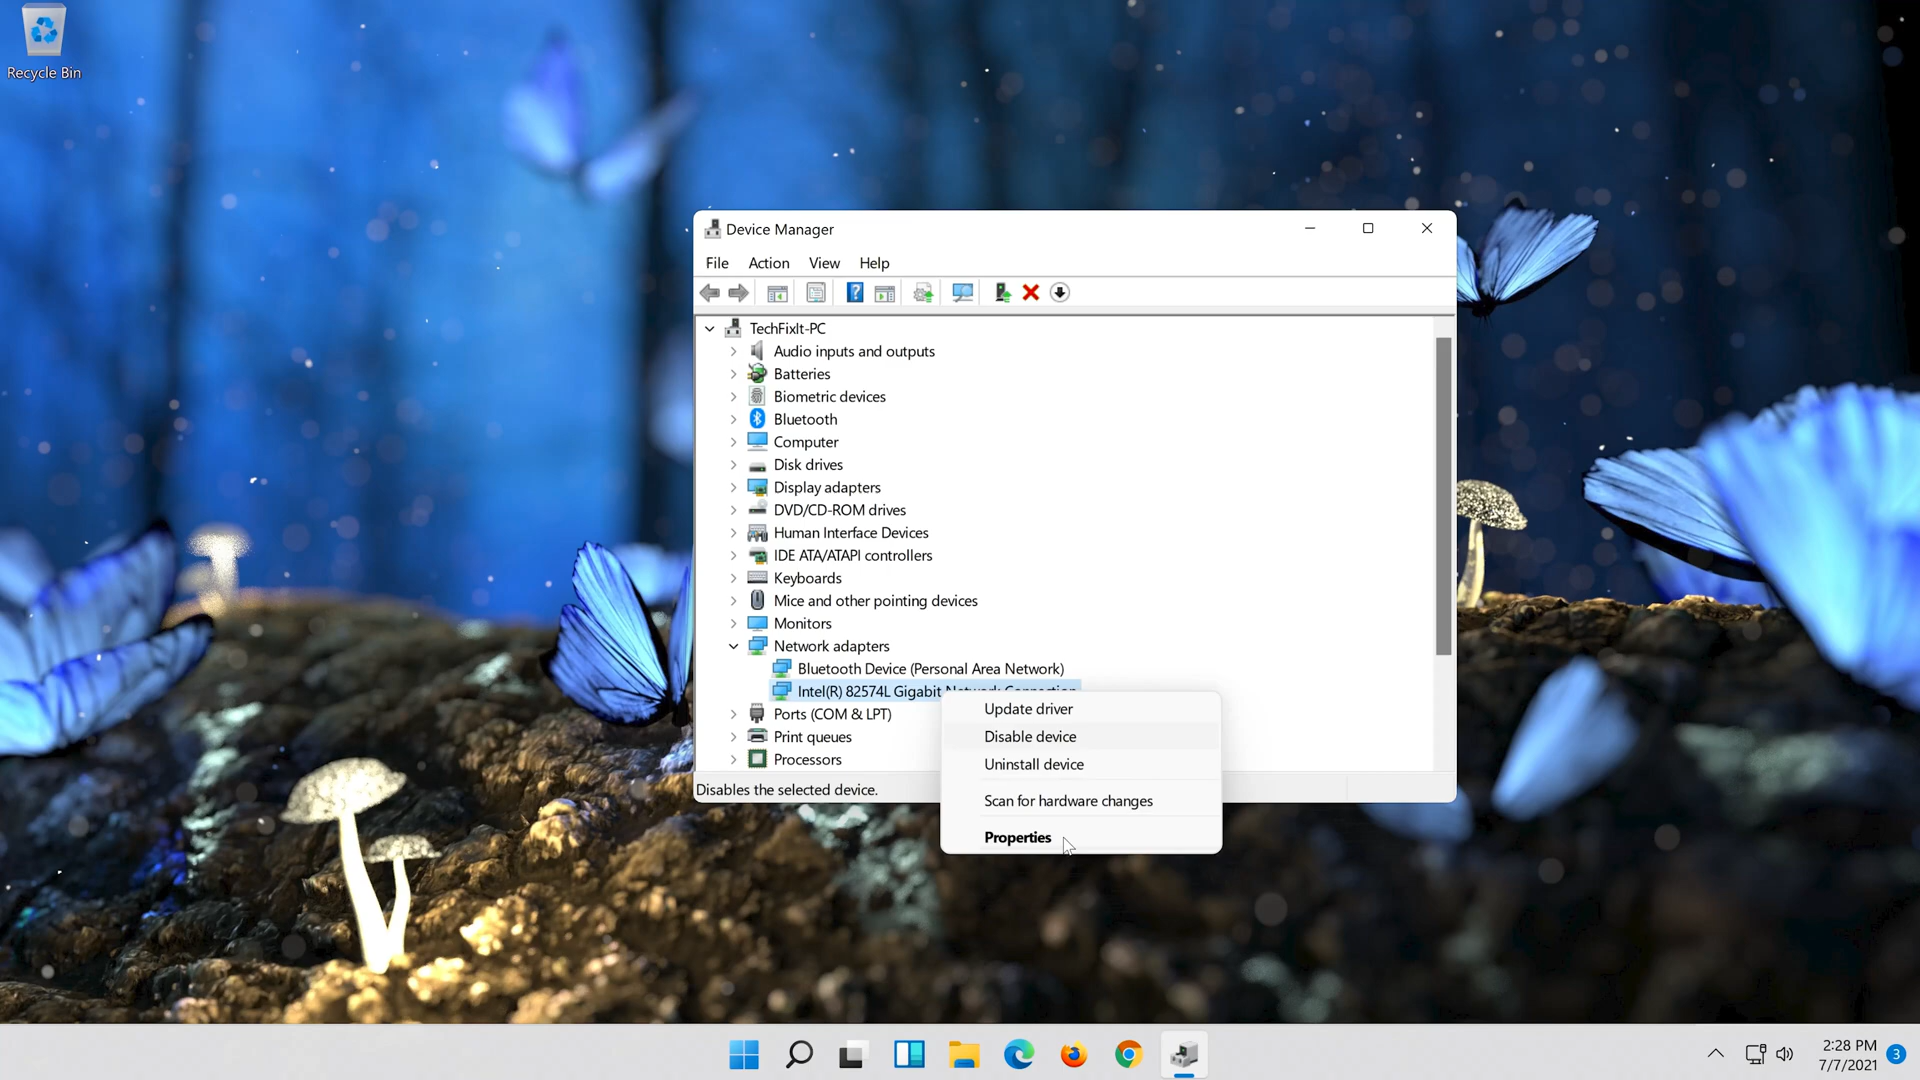 Recycle Bin
Device Manager
File Action View Help
TechFixIt-PC
Audio inputs and outputs
Batteries
Biometric devices
Bluetooth
Computer
Disk drives
Display adapters
DVD/CD-ROM drives
Human Interface Devices
IDE ATA/ATAPI controllers
Keyboards
Mice and other pointing devices
Monitors
Network adapters
Bluetooth Device (Personal Area Network)
Intel(R) 82574L Gigabit Network Connection
Ports (COM & LPT)
Print queues
Processors
Disables the selected device.
Update driver
Disable device
Uninstall device
Scan for hardware changes
Properties
2:28 PM
7/7/2021
3